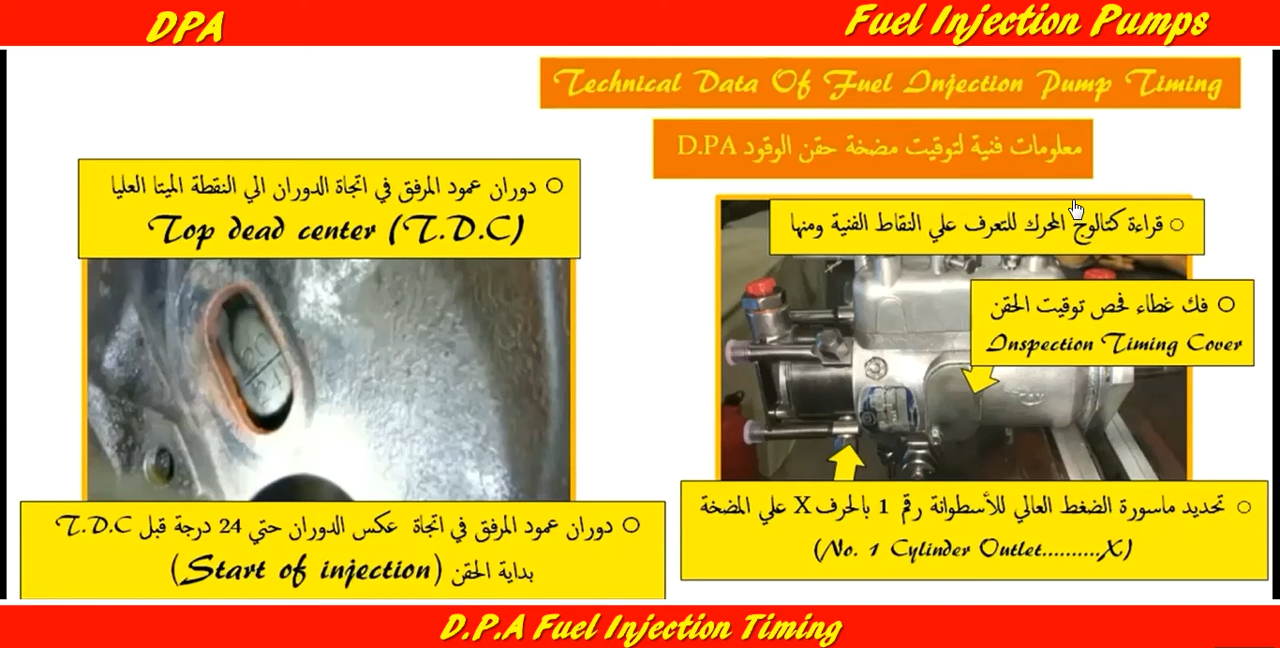 DPA
Fuel Injection Pumps
Technical Data Of Fuel Injection Pump Timing
معلومات فنية لتوقيت مضخة حقن الوقود D.PA
○ قراءة كتالوج المحرك للتعرف علي النقاط الفنية ومنها
○ فك غطاء فحص توقيت الحقن
Inspection Timing Cover
○ تحديد ماسورة الضغط العالي للأسطوانة رقم 1 بالحرف X علي المضخة
(No. 1 Cylinder Outlet..........X)
○ دوران عمود المرفق في اتجاة الدوران الي النقطة الميتا العليا
Top dead center (T.D.C)
20
○ دوران عمود المرفق في اتجاة عكس الدوران حتي 24 درجة قبل T.D.C
بداية الحقن (Start of injection)
D.P.A Fuel Injection Timing